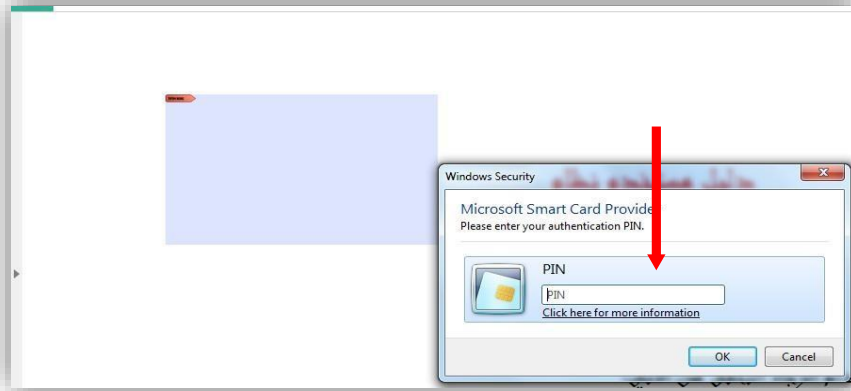 Windows Security
Microsoft Smart Card Provide
Please enter your authentication PIN.
PIN
PIN
Click here for more information
OK Cancel